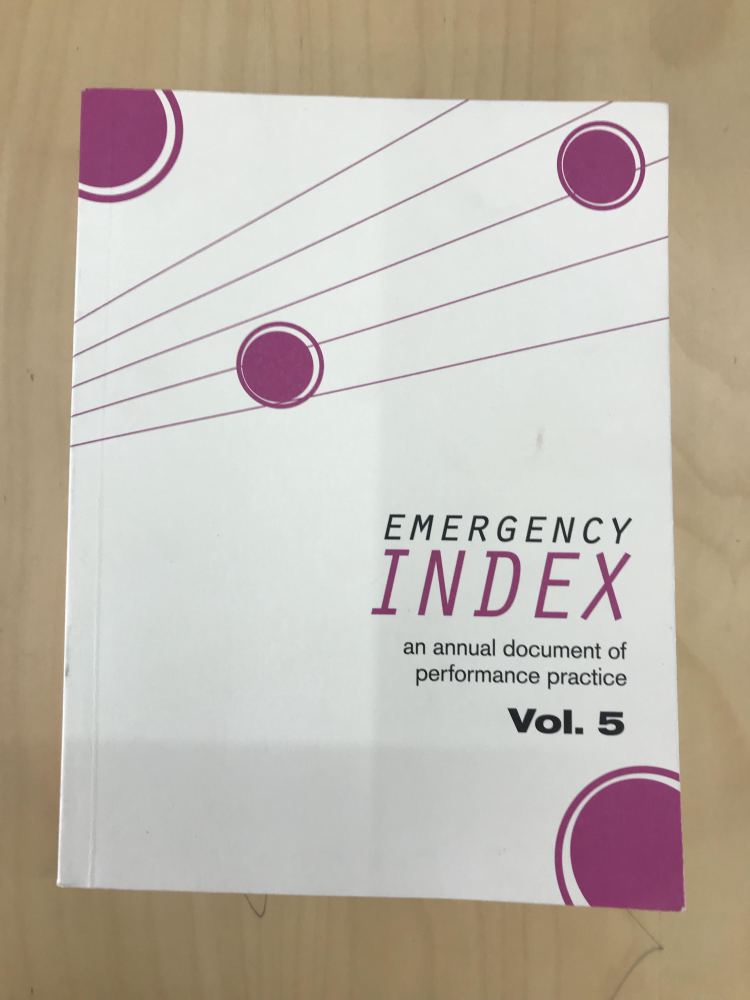 EMERGENCY
INDEX
an annual document of
performance practice
Vol. 5